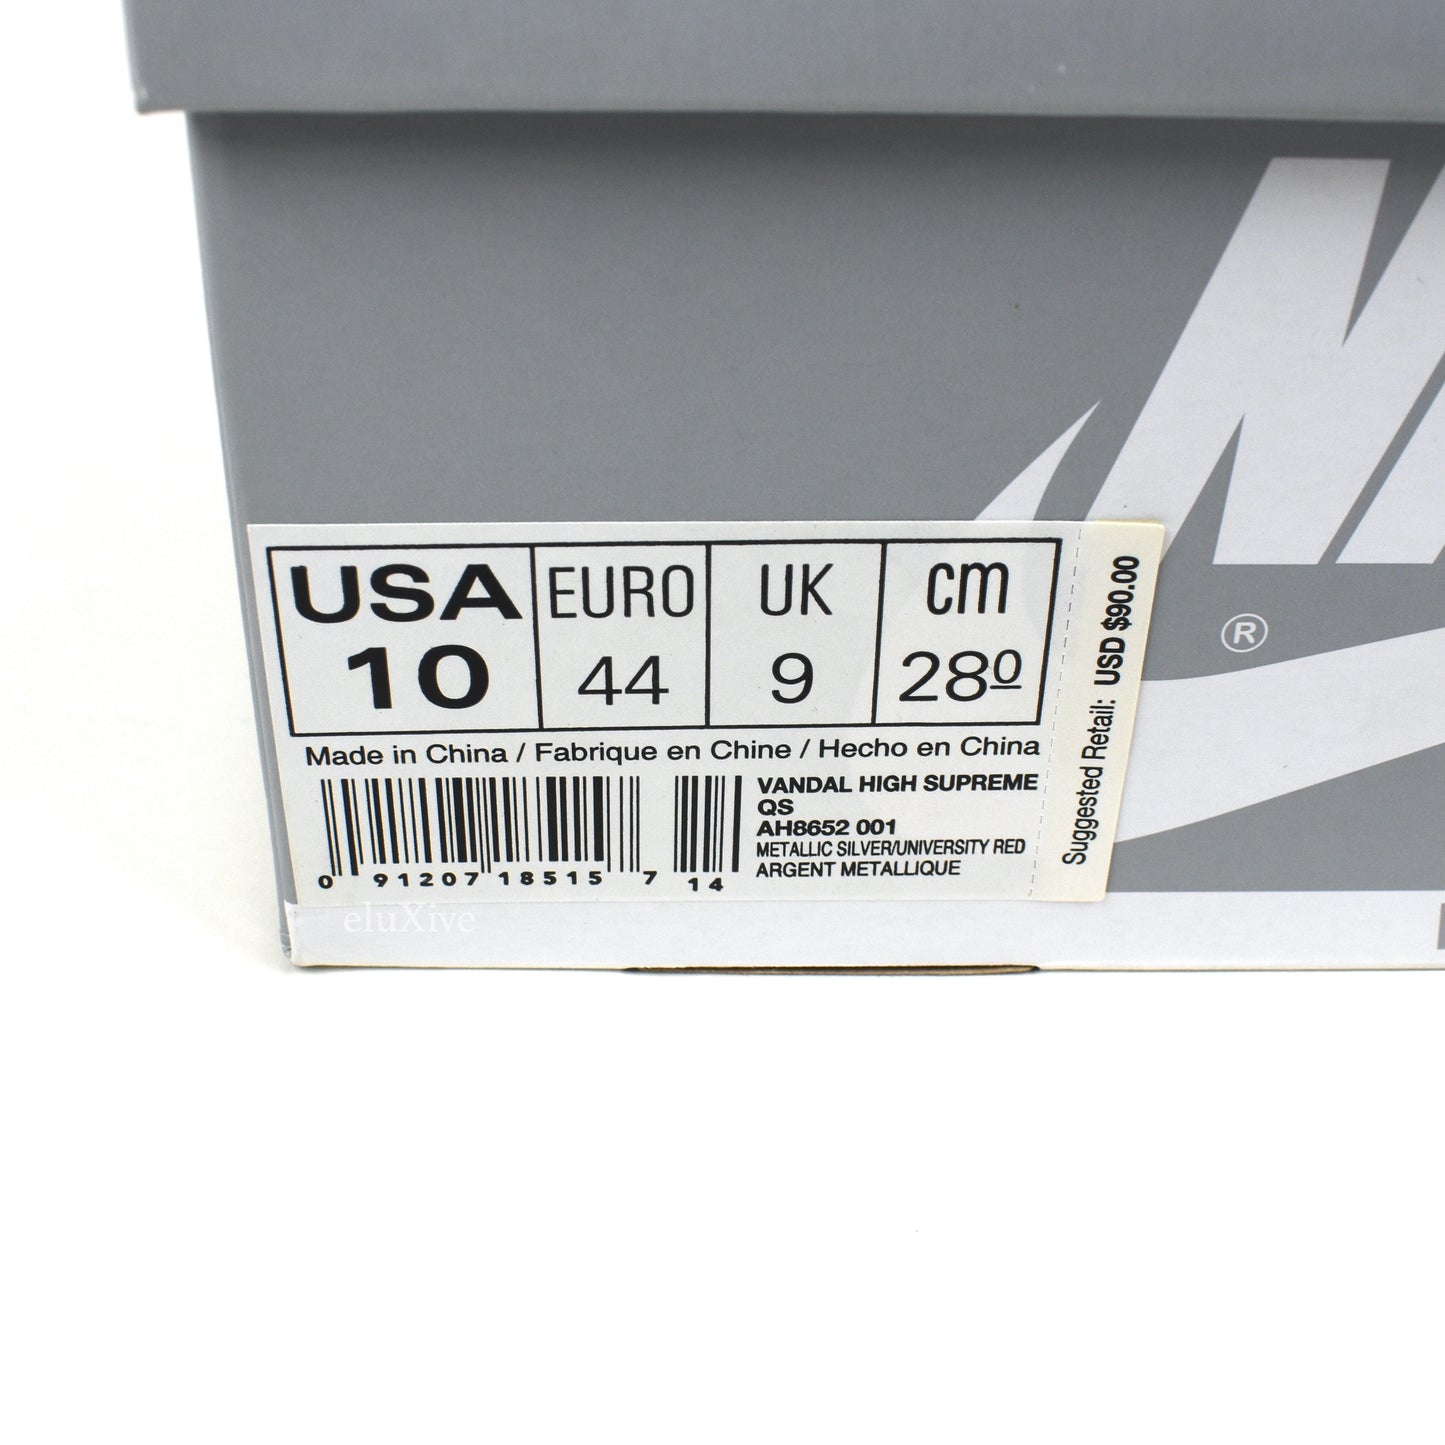 NI
®
USA EURO UK cm
10 44 9 28⁰
Made in China / Fabrique en Chine / Hecho en China
VANDAL HIGH SUPREME
QS
AH8652 001
METALLIC SILVER/UNIVERSITY RED
ARGENT METALLIQUE
0 91207 18515 7 14
Suggested Retail: USD $90.00
eluXive